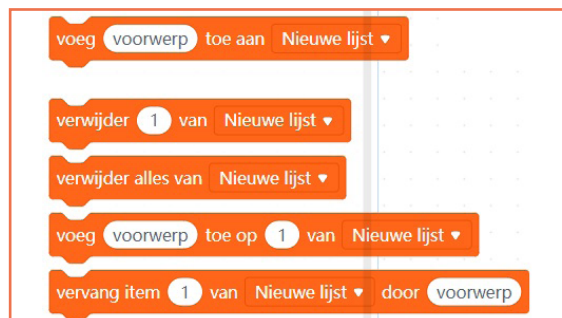 voeg voorwerp toe aan Nieuwe lijst
verwijder 1 van Nieuwe lijst
verwijder alles van Nieuwe lijst
voeg voorwerp toe op 1 van Nieuwe lijst
vervang item 1 van Nieuwe lijst door voorwerp